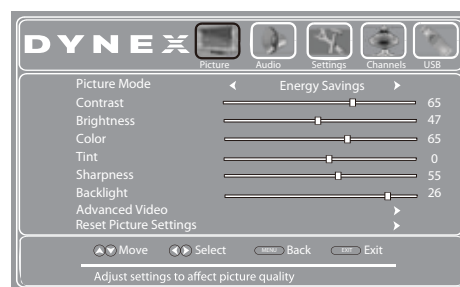 DYNEX
Picture Audio Settings Channels USB
Picture Mode Energy Savings
Contrast 65
Brightness 47
Color 65
Tint 0
Sharpness 55
Backlight 26
Advanced Video
Reset Picture Settings
Move Select MENU Back EXIT Exit
Adjust settings to affect picture quality